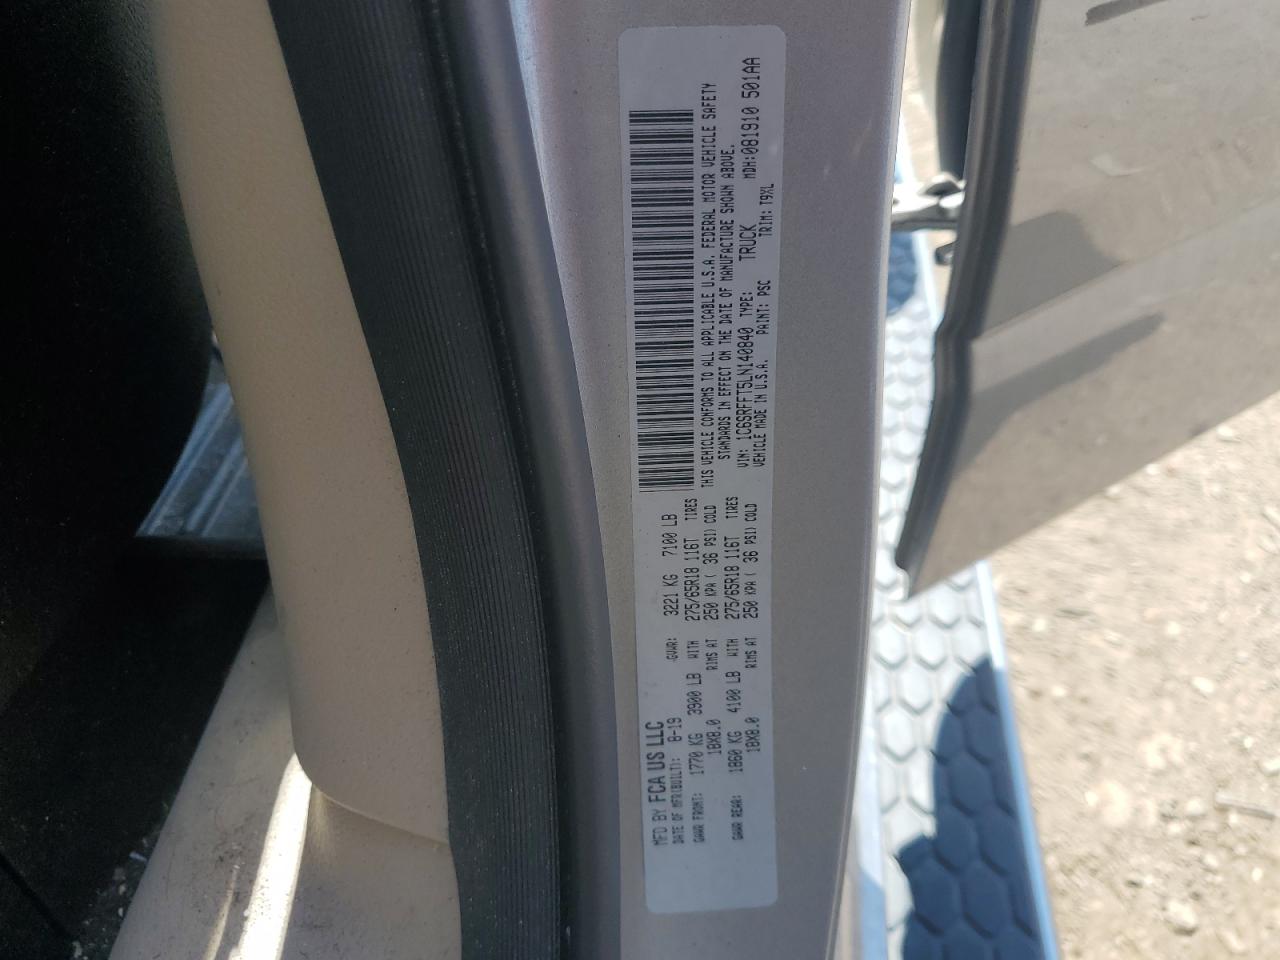 MFD BY FCA US LLC
DATE OF MFR(BUILT): 8-19 GVWR: 3221 KG 7100 LB
GAWR FRONT: 1770 KG 3900 LB WITH 275/65R18 116T TIRES
18X8.0 RIMS AT 250 KPA( 36 PSI) COLD
GAWR REAR: 1860 KG 4100 LB WITH 275/65R18 116T TIRES
18X8.0 RIMS AT 250 KPA( 36 PSI) COLD
THIS VEHICLE CONFORMS TO ALL APPLICABLE U.S.A. FEDERAL MOTOR VEHICLE SAFETY
STANDARDS IN EFFECT ON THE DATE OF MANUFACTURE SHOWN ABOVE.
VIN: 1C6SRFFT5LN140840 TYPE: TRUCK MDH:081910 501AA
VEHICLE MADE IN U.S.A. PAINT: PSC TRIM: T9XL